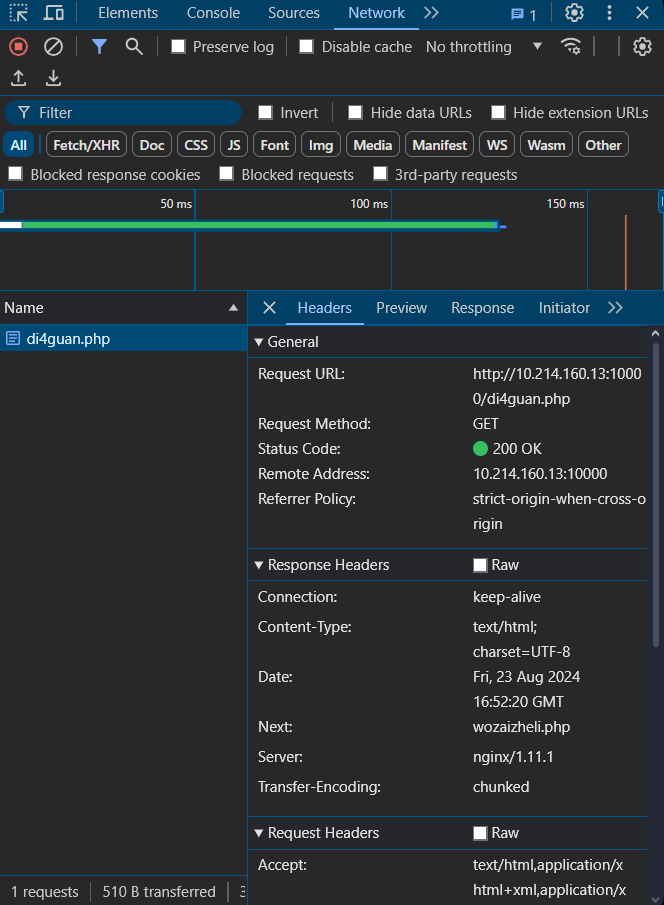 Elements Console Sources Network 1
Preserve log Disable cache No throttling
Filter Invert Hide data URLs Hide extension URLs
All Fetch/XHR Doc CSS JS Font Img Media Manifest WS Wasm Other
Blocked response cookies Blocked requests 3rd-party requests
50 ms 100 ms 150 ms
Name Headers Preview Response Initiator
di4guan.php
General
Request URL: http://10.214.160.13:1000
0/di4guan.php
Request Method: GET
Status Code: 200 OK
Remote Address: 10.214.160.13:10000
Referrer Policy: strict-origin-when-cross-o
rigin
Response Headers Raw
Connection: keep-alive
Content-Type: text/html;
charset=UTF-8
Date: Fri, 23 Aug 2024
16:52:20 GMT
Next: wozaizheli.php
Server: nginx/1.11.1
Transfer-Encoding: chunked
Request Headers Raw
Accept: text/html,application/x
html+xml,application/x
1 requests 510 B transferred